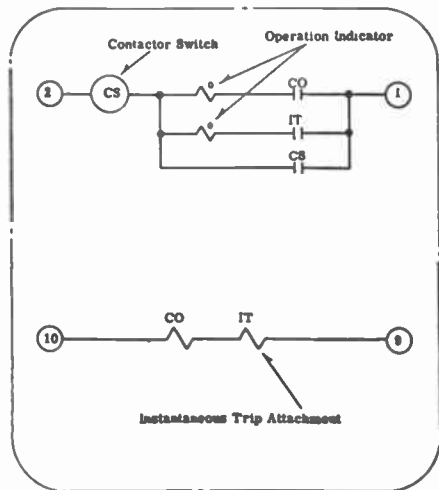 Operation Indicator
Contactor Switch
2 CS o CO 1
o IT
CS
CO IT
10 9
Instantaneous Trip Attachment